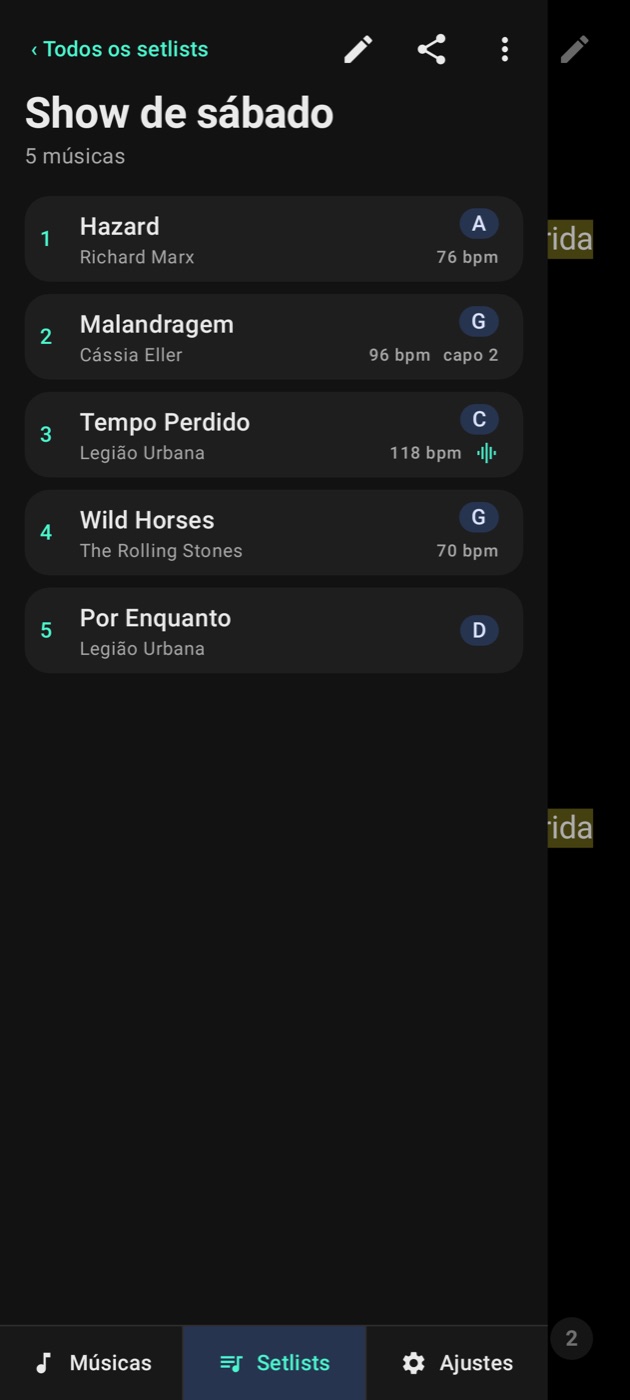 ‹ Todos os setlists
Show de sábado
5 músicas
1
Hazard
A
Richard Marx
76 bpm
2
Malandragem
G
Cássia Eller
96 bpm capo 2
3
Tempo Perdido
C
Legião Urbana
118 bpm
4
Wild Horses
G
The Rolling Stones
70 bpm
5
Por Enquanto
D
Legião Urbana
rida
rida
2
Músicas
Setlists
Ajustes